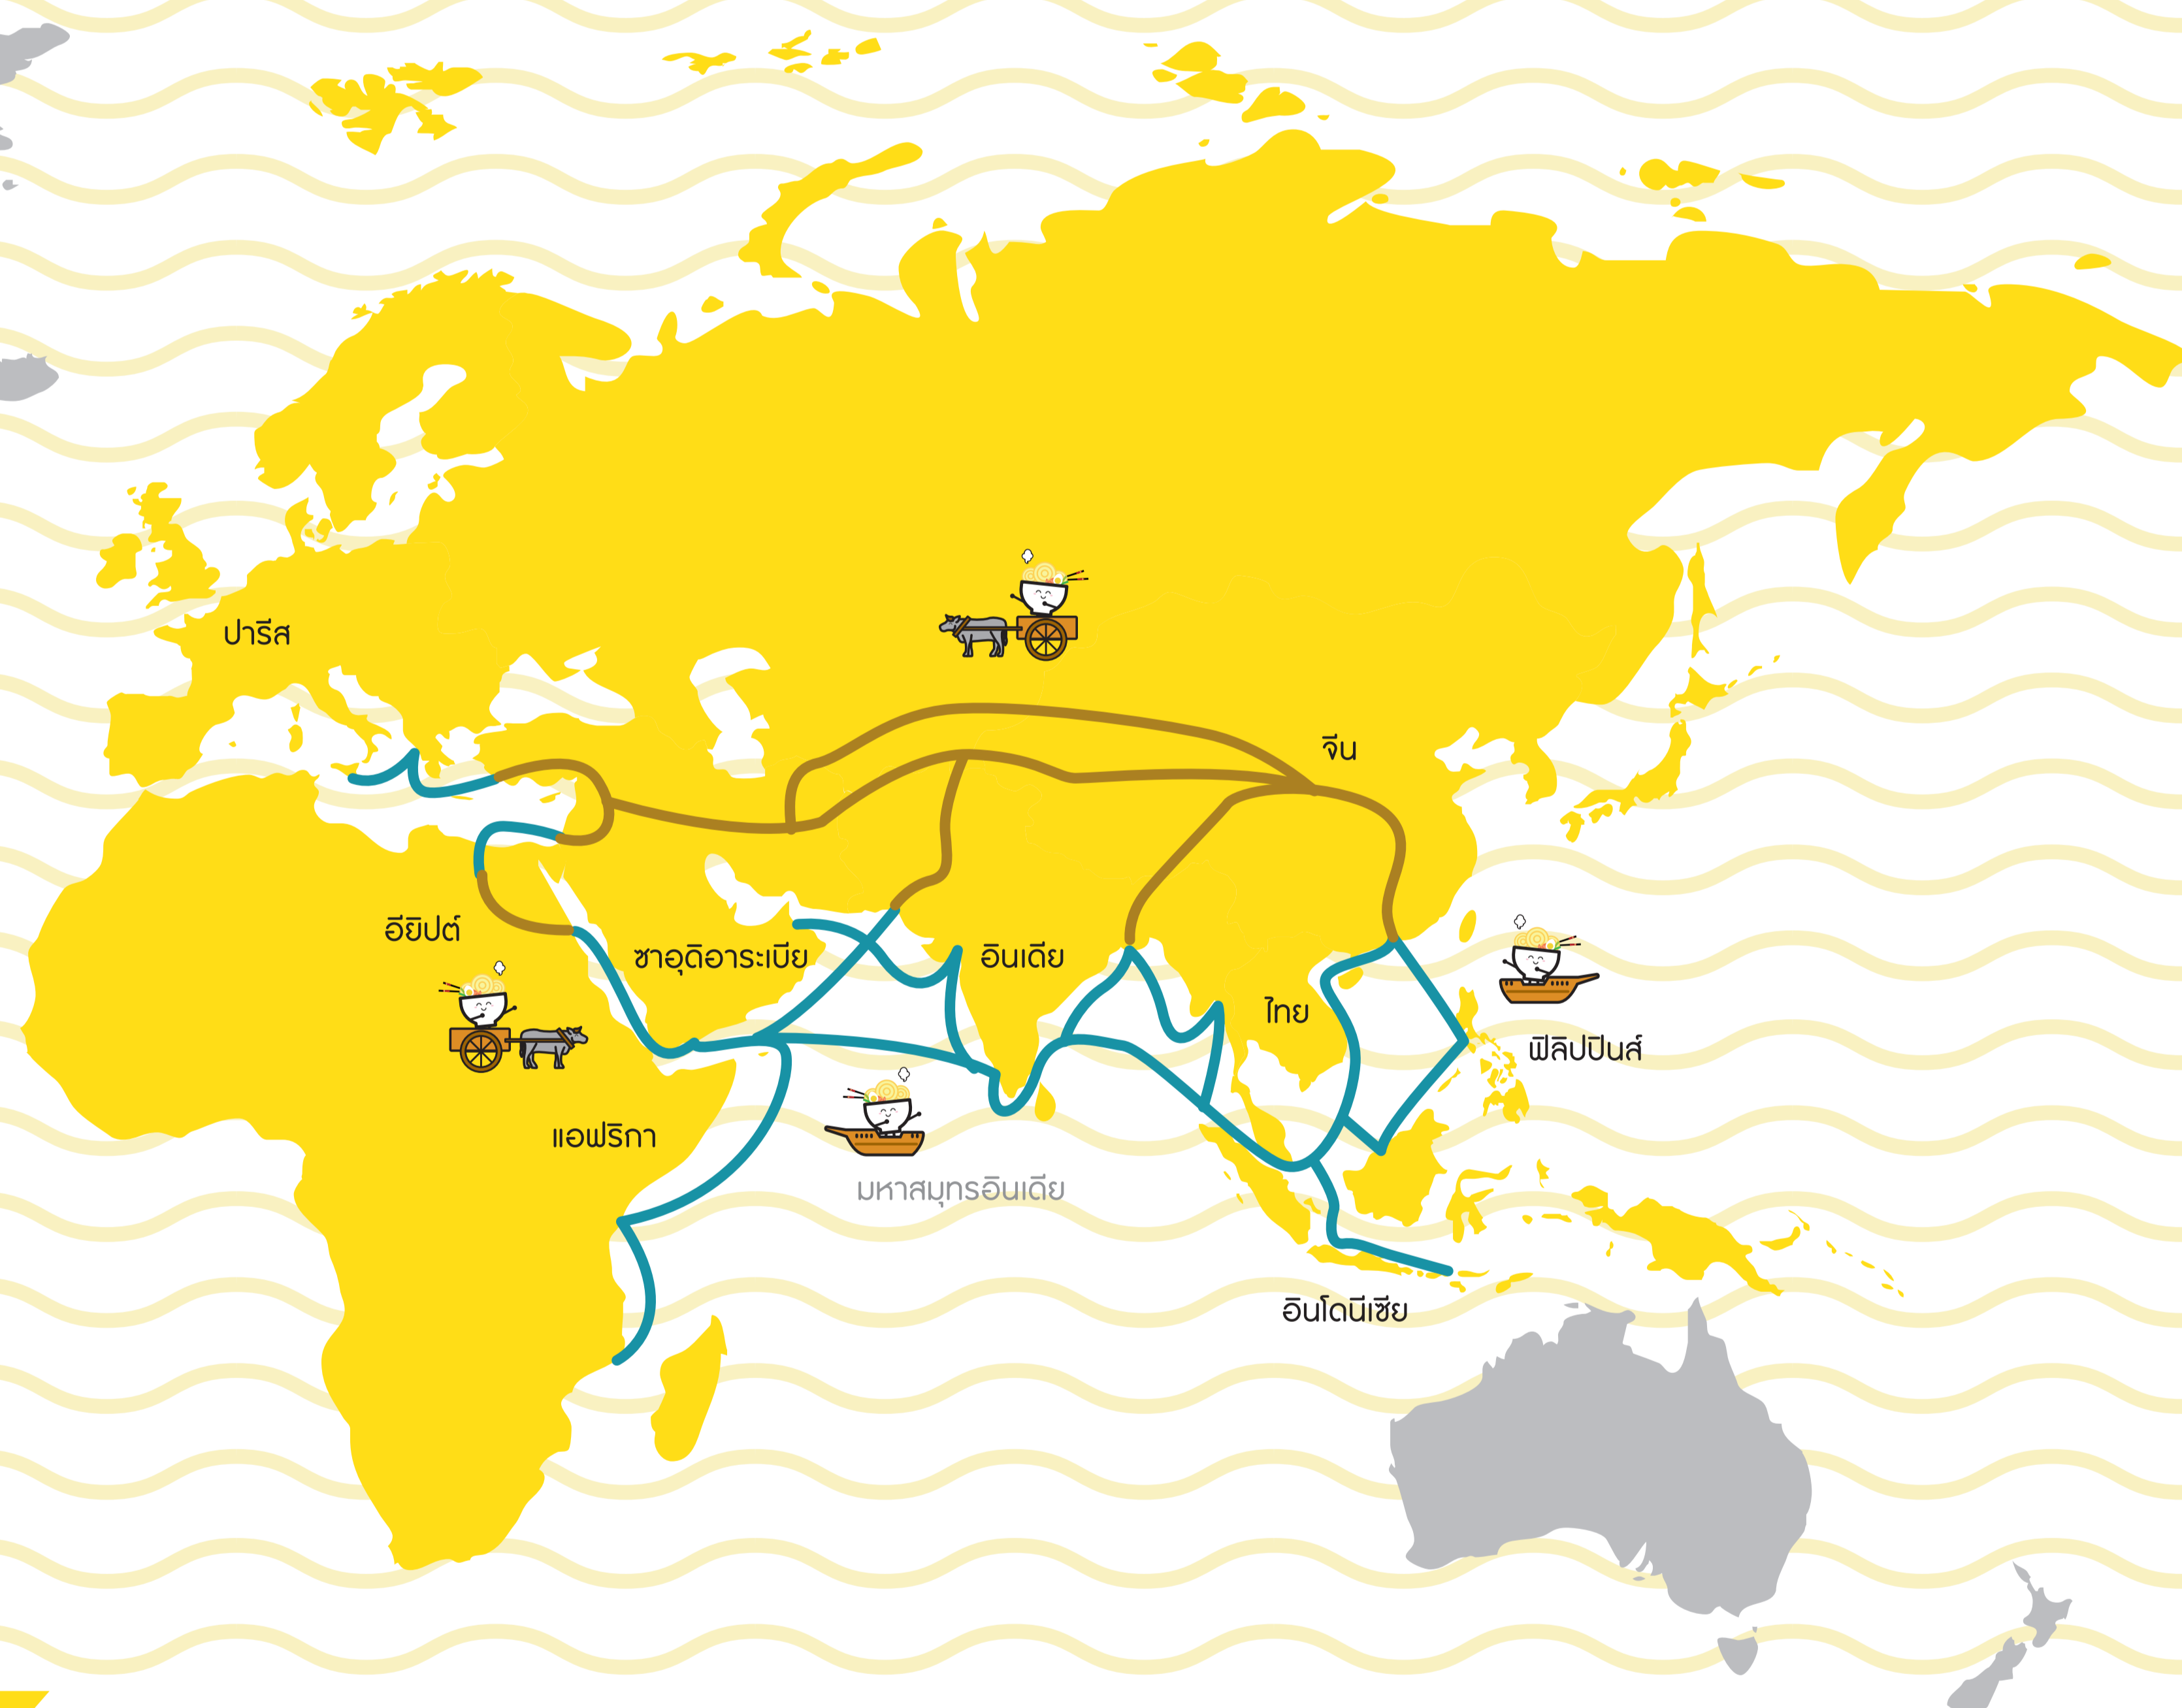 ปารีส
จีน
อียิปต์
ซาอุดิอาระเบีย
อินเดีย
ไทย
ฟิลิปปินส์
แอฟริกา
มหาสมุทรอินเดีย
อินโดนีเซีย